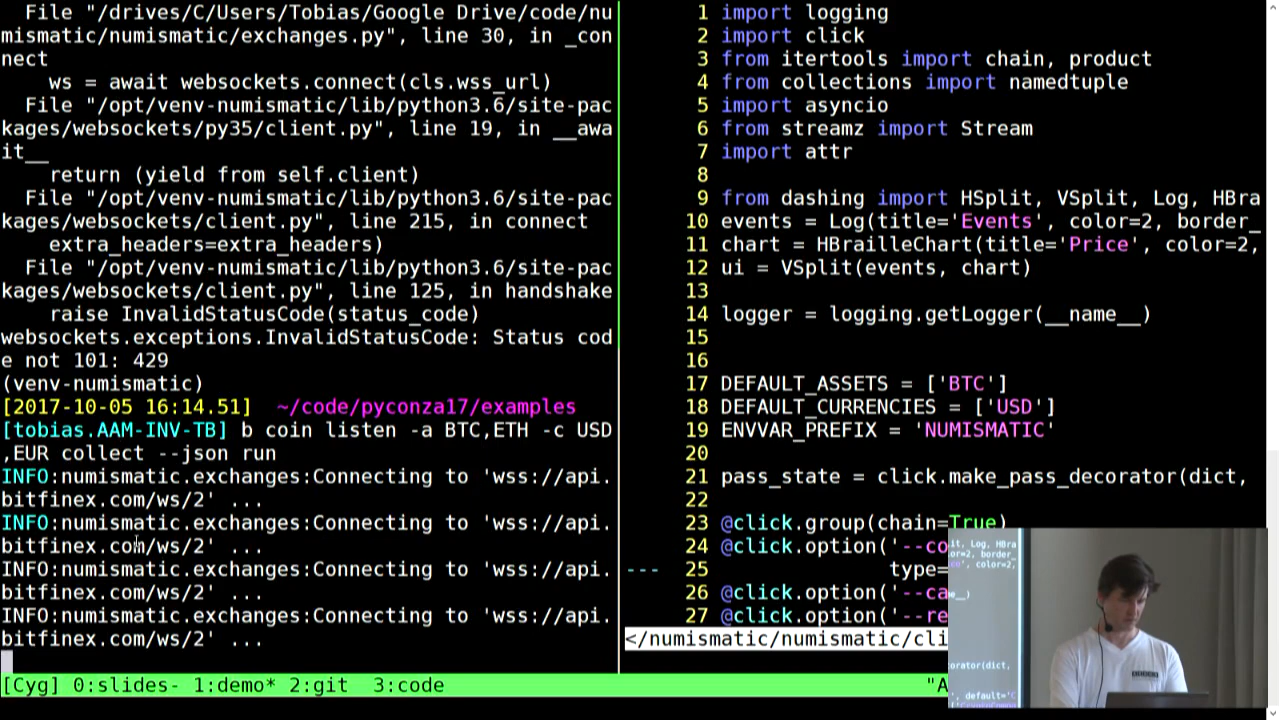 File "/drives/C/Users/Tobias/Google Drive/code/nu
mismatic/numismatic/exchanges.py", line 30, in _con
nect
ws = await websockets.connect(cls.wss_url)
File "/opt/venv-numismatic/lib/python3.6/site-pac
kages/websockets/py35/client.py", line 19, in __awa
it__
return (yield from self.client)
File "/opt/venv-numismatic/lib/python3.6/site-pac
kages/websockets/client.py", line 215, in connect
extra_headers=extra_headers)
File "/opt/venv-numismatic/lib/python3.6/site-pac
kages/websockets/client.py", line 125, in handshake
raise InvalidStatusCode(status_code)
websockets.exceptions.InvalidStatusCode: Status cod
e not 101: 429
(venv-numismatic)
[2017-10-05 16:14.51] ~/code/pyconza17/examples
[tobias.AAM-INV-TB] b coin listen -a BTC,ETH -c USD
,EUR collect --json run
INFO:numismatic.exchanges:Connecting to 'wss://api.
bitfinex.com/ws/2' ...
INFO:numismatic.exchanges:Connecting to 'wss://api.
bitfinex.com/ws/2' ...
INFO:numismatic.exchanges:Connecting to 'wss://api.
bitfinex.com/ws/2' ...
INFO:numismatic.exchanges:Connecting to 'wss://api.
bitfinex.com/ws/2' ...
1 import logging
2 import click
3 from itertools import chain, product
4 from collections import namedtuple
5 import asyncio
6 from streamz import Stream
7 import attr
8
9 from dashing import HSplit, VSplit, Log, HBra
10 events = Log(title='Events', color=2, border_
11 chart = HBrailleChart(title='Price', color=2,
12 ui = VSplit(events, chart)
13
14 logger = logging.getLogger(__name__)
15
16
17 DEFAULT_ASSETS = ['BTC']
18 DEFAULT_CURRENCIES = ['USD']
19 ENVVAR_PREFIX = 'NUMISMATIC'
20
21 pass_state = click.make_pass_decorator(dict,
22
23 @click.group(chain=True)
24 @click.option('--co
--- 25 type=
26 @click.option('--ca
27 @click.option('--re
</numismatic/numismatic/cli
[Cyg] 0:slides- 1:demo* 2:git 3:code "A